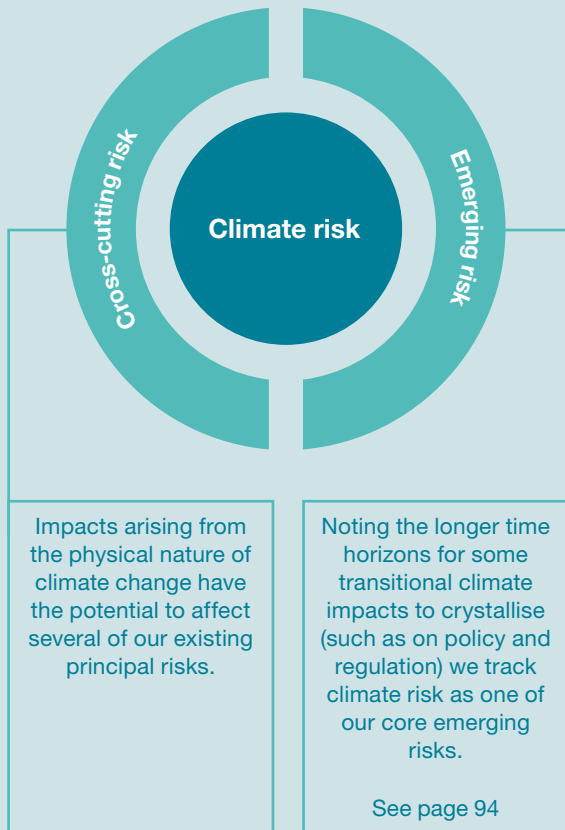 Cross-cutting risk
Climate risk
Emerging risk
Impacts arising from
the physical nature of
climate change have
the potential to affect
several of our existing
principal risks.
Noting the longer time
horizons for some
transitional climate
impacts to crystallise
(such as on policy and
regulation) we track
climate risk as one of
our core emerging
risks.
See page 94